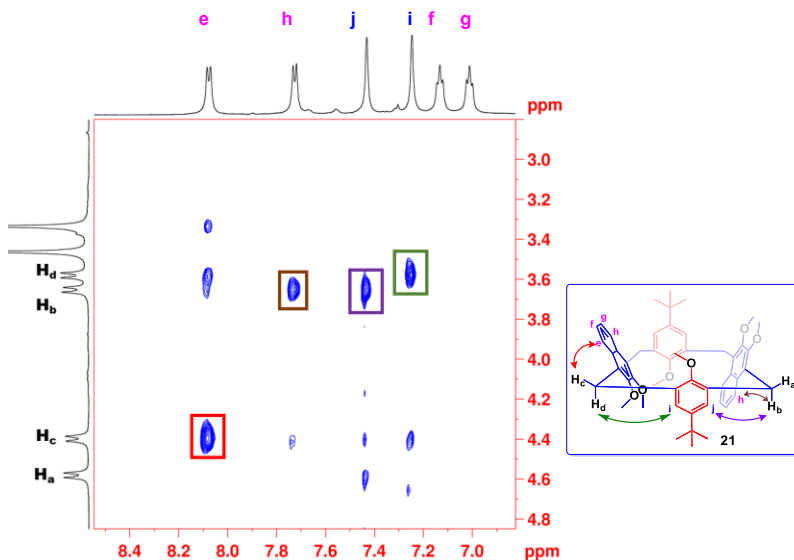 e h j i f g
ppm
3.0
3.2
3.4
Hd
3.6
Hb
3.8
4.0
4.2
Hc
4.4
Ha
4.6
4.8
8.4 8.2 8.0 7.8 7.6 7.4 7.2 7.0 ppm
g
f
h
O
O
e
O
Hc
O
Ha
Hd
O
O
i
j
h
Hb
21